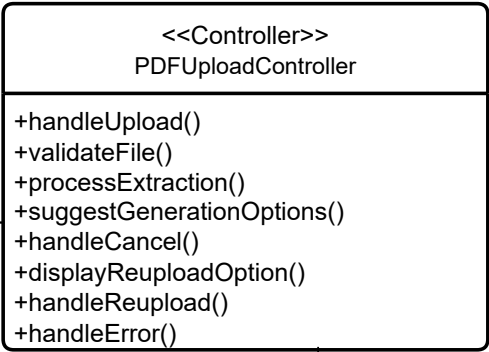 <<Controller>>
PDFUploadController
+handleUpload()
+validateFile()
+processExtraction()
+suggestGenerationOptions()
+handleCancel()
+displayReuploadOption()
+handleReupload()
+handleError()